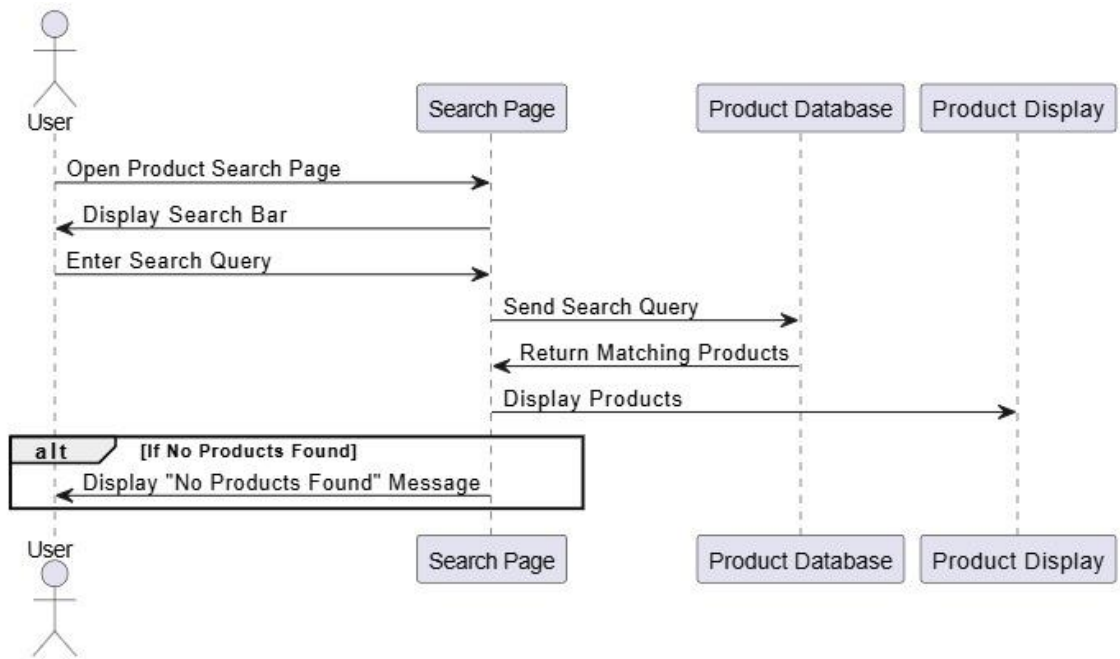 User
Search Page
Product Database
Product Display
Open Product Search Page
Display Search Bar
Enter Search Query
Send Search Query
Return Matching Products
Display Products
alt [If No Products Found]
Display "No Products Found" Message
User
Search Page
Product Database
Product Display